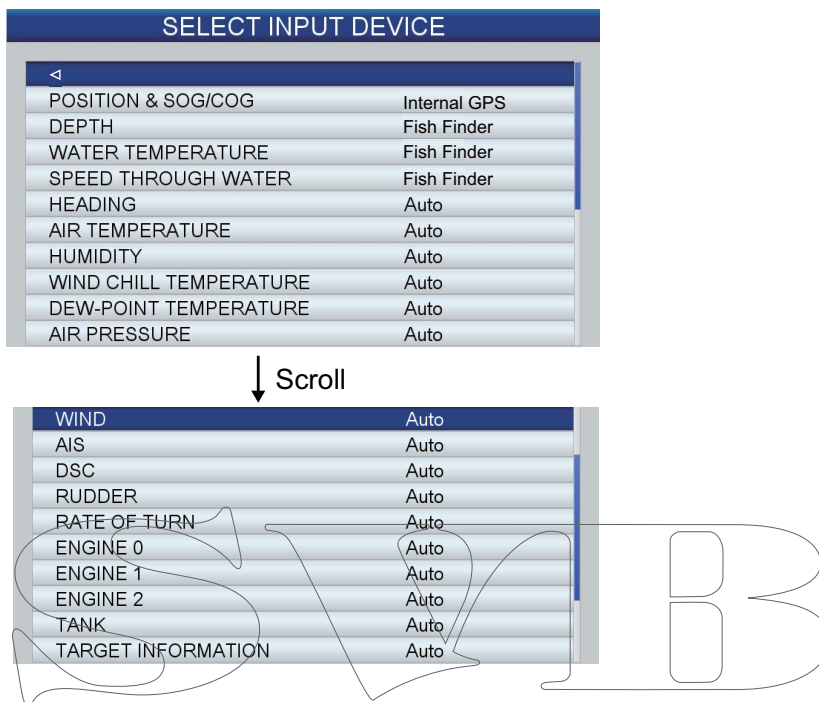 SELECT INPUT DEVICE
POSITION & SOG/COG Internal GPS
DEPTH Fish Finder
WATER TEMPERATURE Fish Finder
SPEED THROUGH WATER Fish Finder
HEADING Auto
AIR TEMPERATURE Auto
HUMIDITY Auto
WIND CHILL TEMPERATURE Auto
DEW-POINT TEMPERATURE Auto
AIR PRESSURE Auto
Scroll
WIND Auto
AIS Auto
DSC Auto
RUDDER Auto
RATE OF TURN Auto
ENGINE 0 Auto
ENGINE 1 Auto
ENGINE 2 Auto
TANK Auto
TARGET INFORMATION Auto
SVB